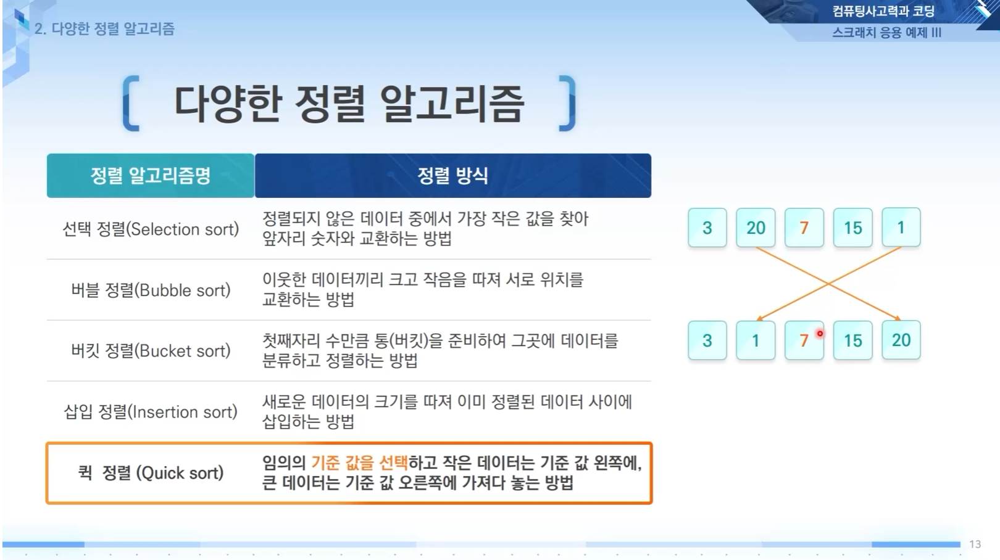 2. 다양한 정렬 알고리즘
컴퓨팅사고력과 코딩
스크래치 응용 예제 III
다양한 정렬 알고리즘
정렬 알고리즘명
정렬 방식
선택 정렬(Selection sort)
정렬되지 않은 데이터 중에서 가장 작은 값을 찾아
앞자리 숫자와 교환하는 방법
버블 정렬(Bubble sort)
이웃한 데이터끼리 크고 작음을 따져 서로 위치를
교환하는 방법
버킷 정렬(Bucket sort)
첫째자리 수만큼 통(버킷)을 준비하여 그곳에 데이터를
분류하고 정렬하는 방법
삽입 정렬(Insertion sort)
새로운 데이터의 크기를 따져 이미 정렬된 데이터 사이에
삽입하는 방법
퀵 정렬 (Quick sort)
임의의 기준 값을 선택하고 작은 데이터는 기준 값 왼쪽에,
큰 데이터는 기준 값 오른쪽에 가져다 놓는 방법
3 20 7 15 1
3 1 7 15 20
13